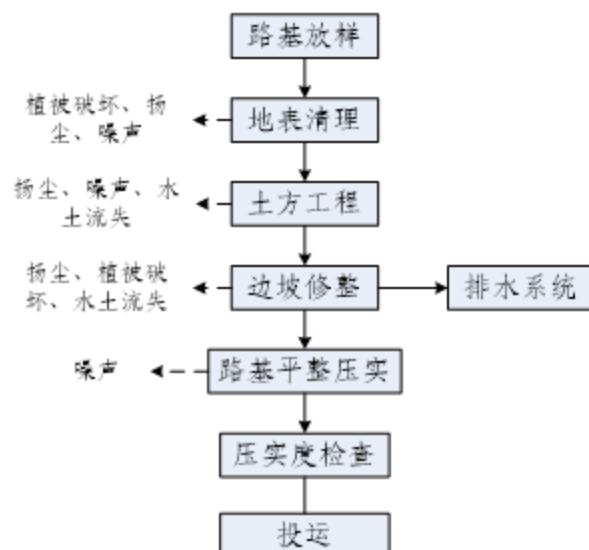 路基放样
植被破坏、扬
尘、噪声
地表清理
扬尘、噪声、水
土流失
土方工程
扬尘、植被破
坏、水土流失
边坡修整
排水系统
噪声
路基平整压实
压实度检查
投运